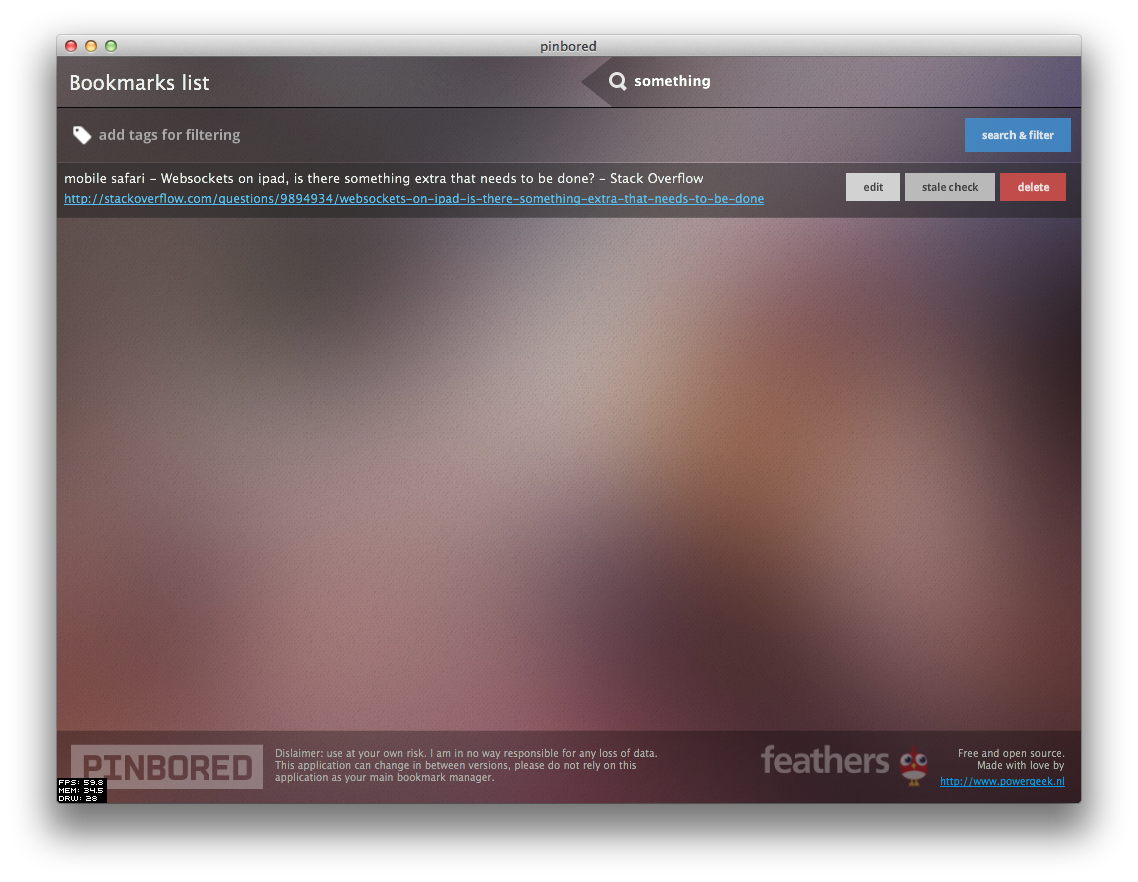 pinbored
Bookmarks list
something
add tags for filtering
search & filter
mobile safari – Websockets on ipad, is there something extra that needs to be done? – Stack Overflow
http://stackoverflow.com/questions/9894934/websockets-on-ipad-is-there-something-extra-that-needs-to-be-done
edit
stale check
delete
PINBORED
Dislaimer: use at your own risk. I am in no way responsible for any loss of data.
This application can change in between versions, please do not rely on this
application as your main bookmark manager.
feathers
Free and open source.
Made with love by
http://www.powergeek.nl
FPS: 59.8
MEM: 34.5
DRW: 28